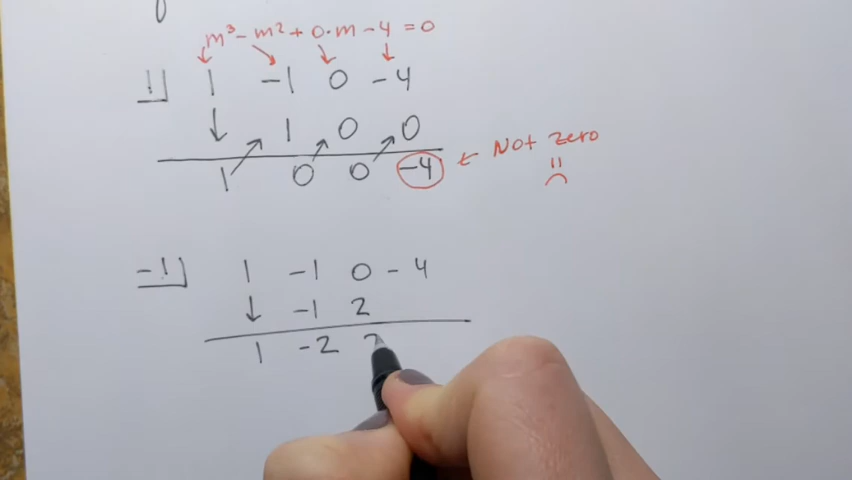 m³ - m² + 0·m - 4 = 0
1 1 -1 0 -4
1 0 0
1 0 0 -4 ← Not zero
-1 1 -1 0 -4
↓ -1 2
1 -2 2